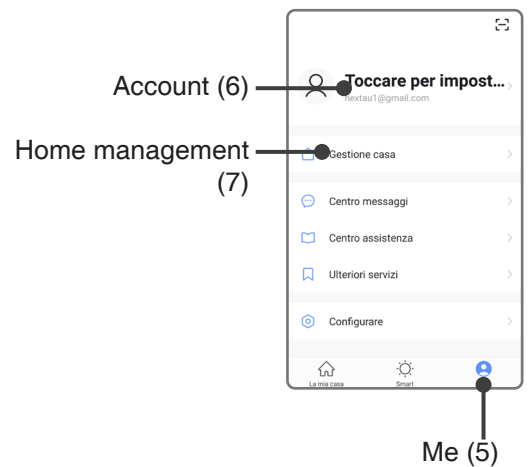 Toccare per impost...
Account (6)
nextau1@gmail.com
Home management
(7)
Gestione casa
Centro messaggi
Centro assistenza
Ulteriori servizi
Configurare
La mia casa
Smart
Me (5)